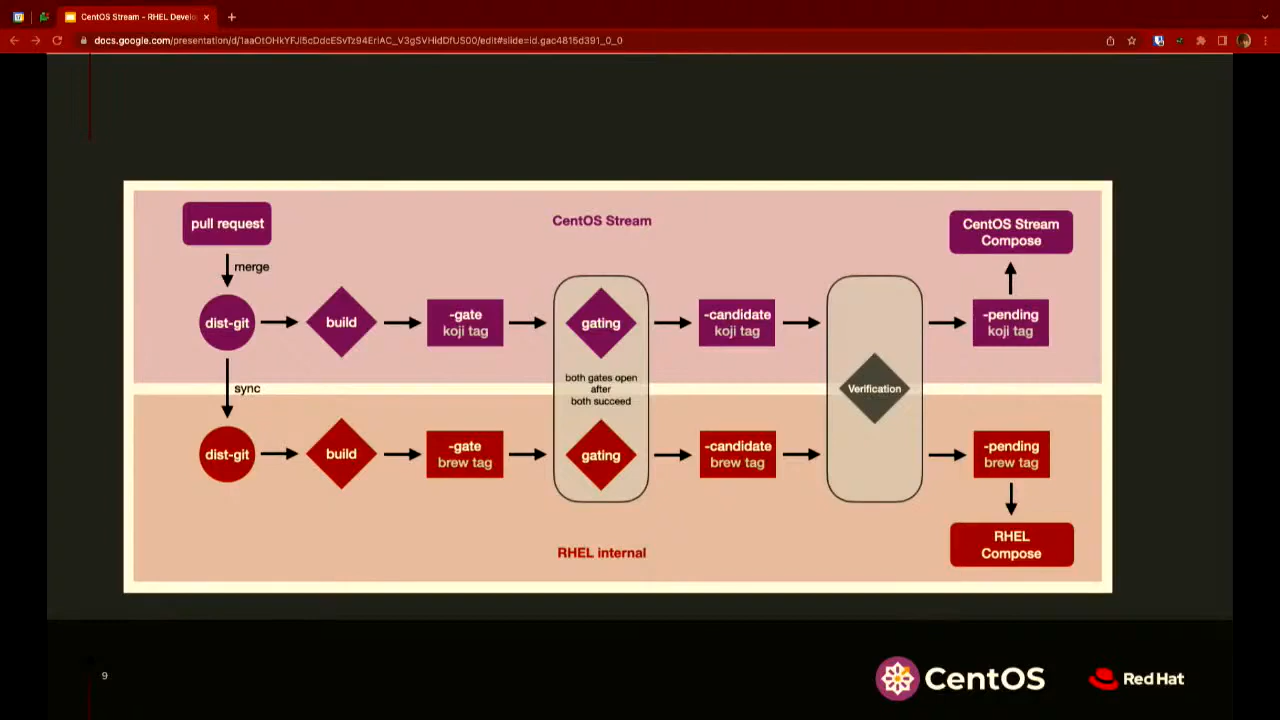 CentOS Stream - RHEL Develo
docs.google.com/presentation/d/1aaOtOHkYFJI5cDdcESvTz94ErIAC_V3gSVHidDfUS00/edit#slide=id.gac4815d391_0_0
pull request
CentOS Stream
CentOS Stream
Compose
merge
dist-git
build
-gate
koji tag
gating
-candidate
koji tag
-pending
koji tag
both gates open
after
both succeed
sync
Verification
dist-git
build
-gate
brew tag
gating
-candidate
brew tag
-pending
brew tag
RHEL internal
RHEL
Compose
9
CentOS
Red Hat